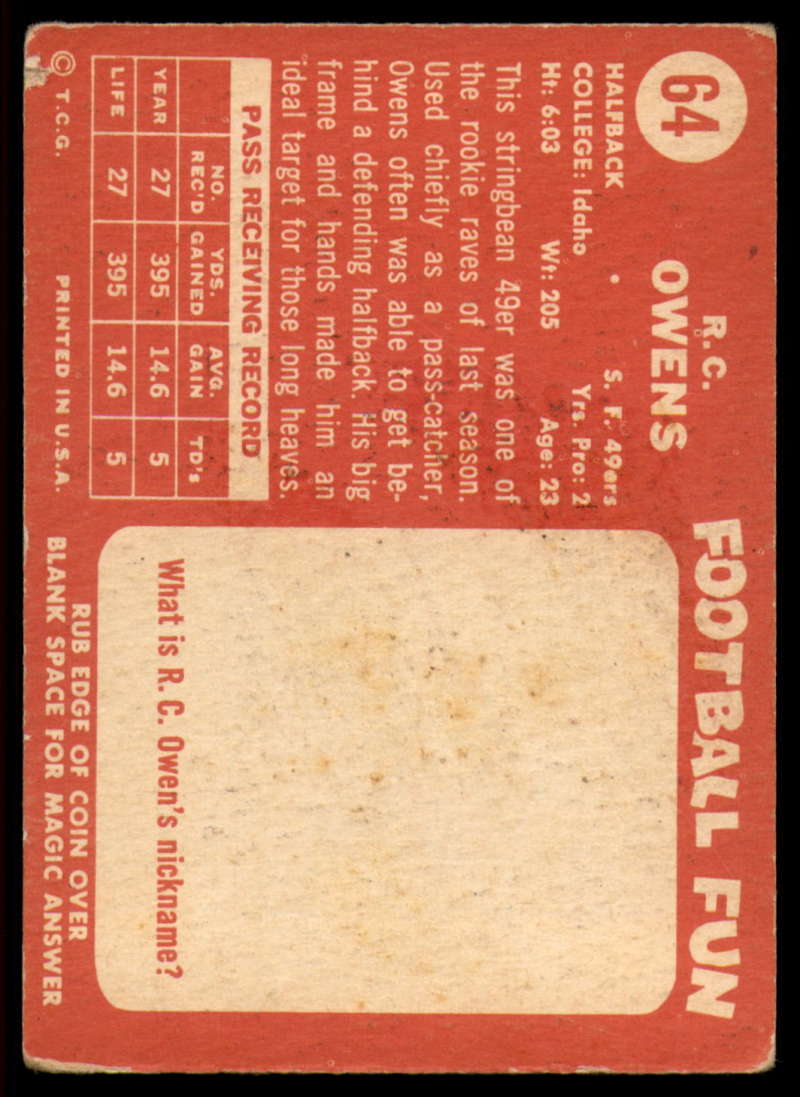 64
R. C.
OWENS
HALFBACK • S. F. 49ers
COLLEGE: Idaho Yrs. Pro: 2
Ht: 6:03 Wt: 205 Age: 23
This stringbean 49er was one of
the rookie raves of last season.
Used chiefly as a pass-catcher,
Owens often was able to get be-
hind a defending halfback. His big
frame and hands made him an
ideal target for those long heaves.
PASS RECEIVING RECORD
NO. YDS. AVG.
REC'D GAINED GAIN TD's
YEAR 27 395 14.6 5
LIFE 27 395 14.6 5
© T.C.G. PRINTED IN U.S.A.
FOOTBALL FUN
What is R. C. Owen's nickname?
RUB EDGE OF COIN OVER
BLANK SPACE FOR MAGIC ANSWER